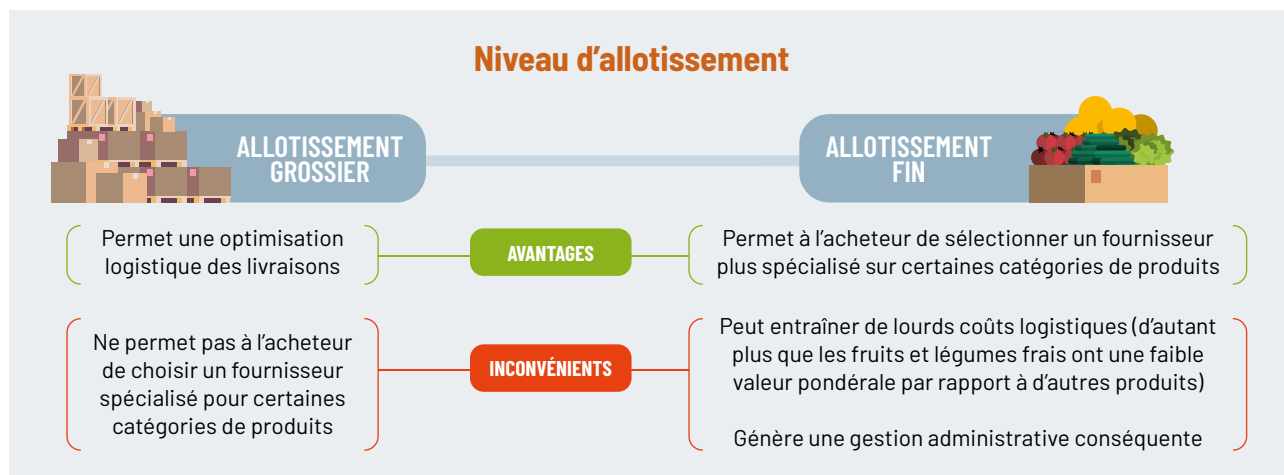 Niveau d'allotissement
ALLOTISSEMENT
GROSSIER
ALLOTISSEMENT
FIN
Permet une optimisation
logistique des livraisons
AVANTAGES
Permet à l'acheteur de sélectionner un fournisseur
plus spécialisé sur certaines catégories de produits
Ne permet pas à l'acheteur
de choisir un fournisseur
spécialisé pour certaines
catégories de produits
INCONVÉNIENTS
Peut entraîner de lourds coûts logistiques (d'autant
plus que les fruits et légumes frais ont une faible
valeur pondérale par rapport à d'autres produits)
Génère une gestion administrative conséquente